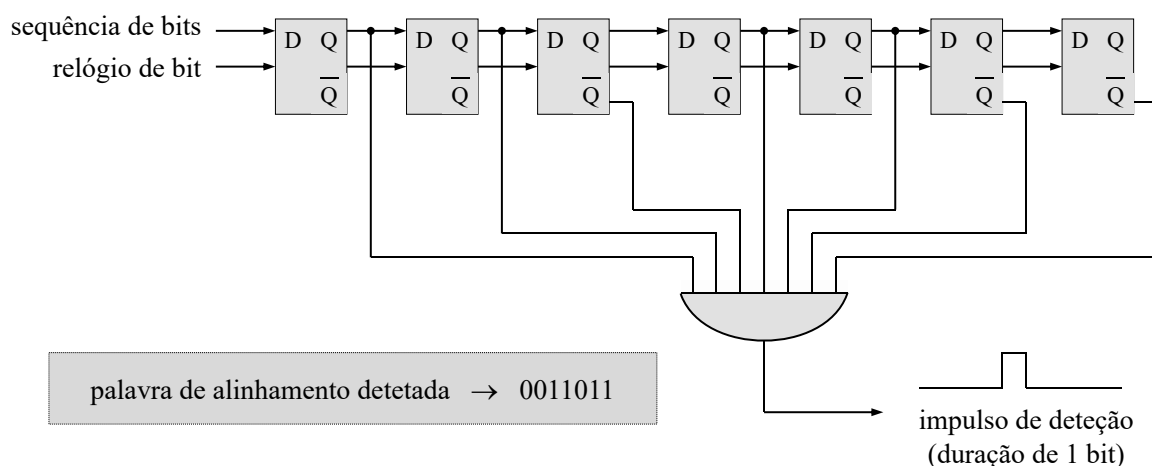 sequência de bits
relógio de bit
D Q Q
D Q Q
D Q Q
D Q Q
D Q Q
D Q Q
D Q Q
palavra de alinhamento detetada → 0011011
impulso de deteção
(duração de 1 bit)